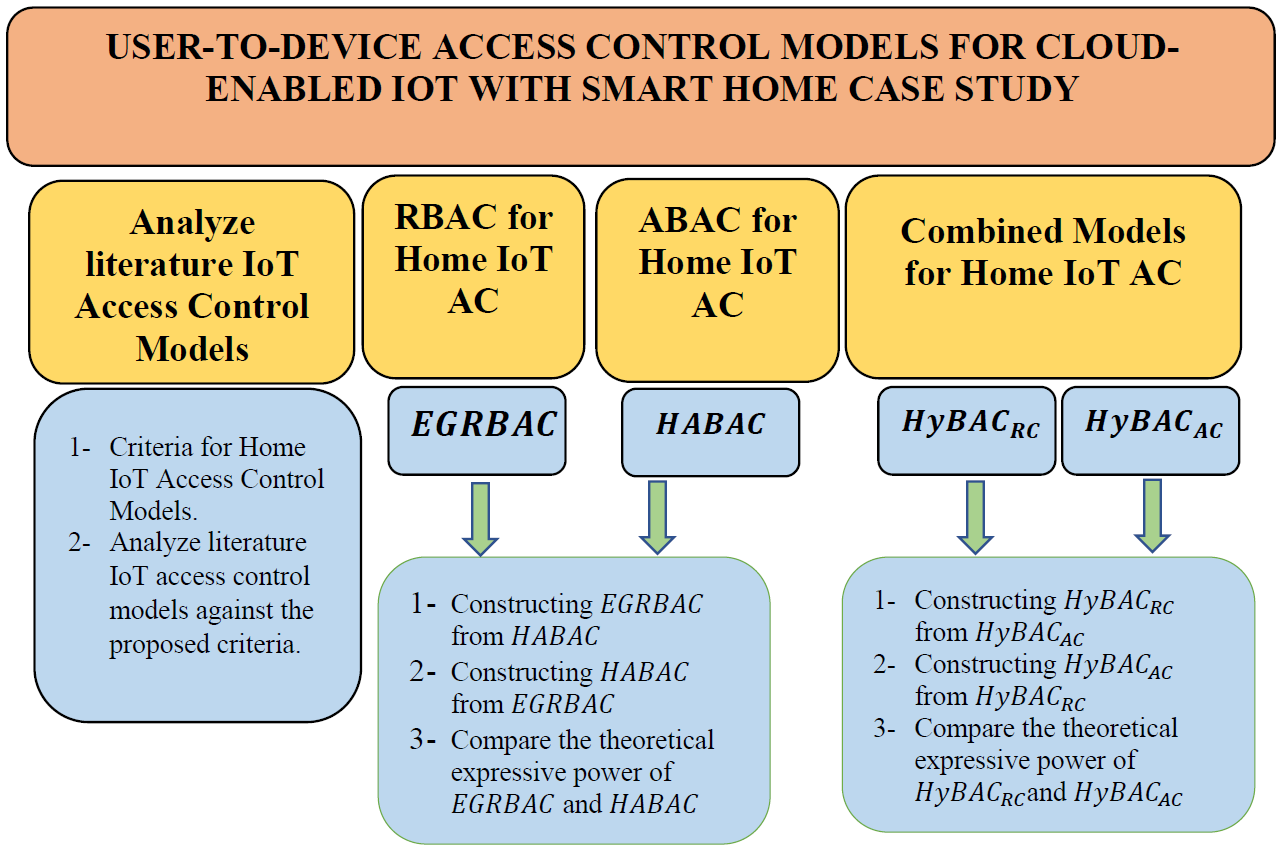 USER-TO-DEVICE ACCESS CONTROL MODELS FOR CLOUD-
ENABLED IOT WITH SMART HOME CASE STUDY
Analyze
literature IoT
Access Control
Models
RBAC for
Home IoT
AC
ABAC for
Home IoT
AC
Combined Models
for Home IoT AC
1- Criteria for Home
IoT Access Control
Models.
2- Analyze literature
IoT access control
models against the
proposed criteria.
EGRBAC
HABAC
HyBAC_RC
HyBAC_AC
1- Constructing EGRBAC
from HABAC
2- Constructing HABAC
from EGRBAC
3- Compare the theoretical
expressive power of
EGRBAC and HABAC
1- Constructing HyBAC_RC
from HyBAC_AC
2- Constructing HyBAC_AC
from HyBAC_RC
3- Compare the theoretical
expressive power of
HyBAC_RC and HyBAC_AC